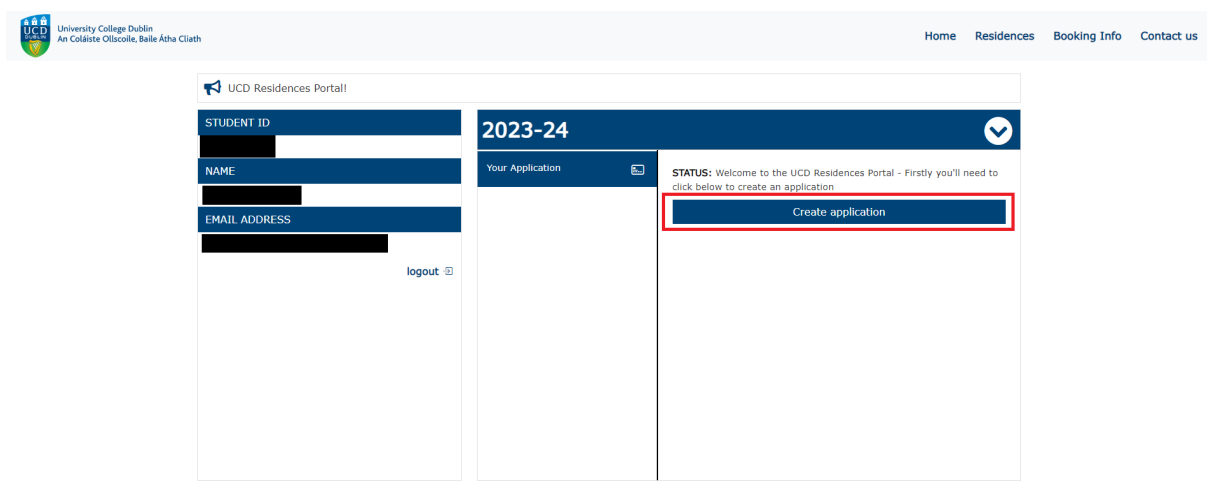 UCD
DUBLIN
University College Dublin
An Coláiste Ollscoile, Baile Átha Cliath
Home Residences Booking Info Contact us
UCD Residences Portal!
STUDENT ID
NAME
EMAIL ADDRESS
logout
2023-24
Your Application
STATUS: Welcome to the UCD Residences Portal - Firstly you'll need to
click below to create an application
Create application